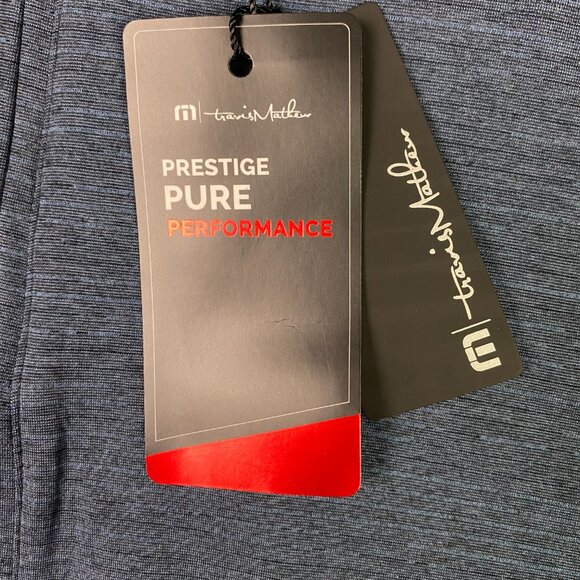 travisMathew
PRESTIGE
PURE
PERFORMANCE
travisMathew